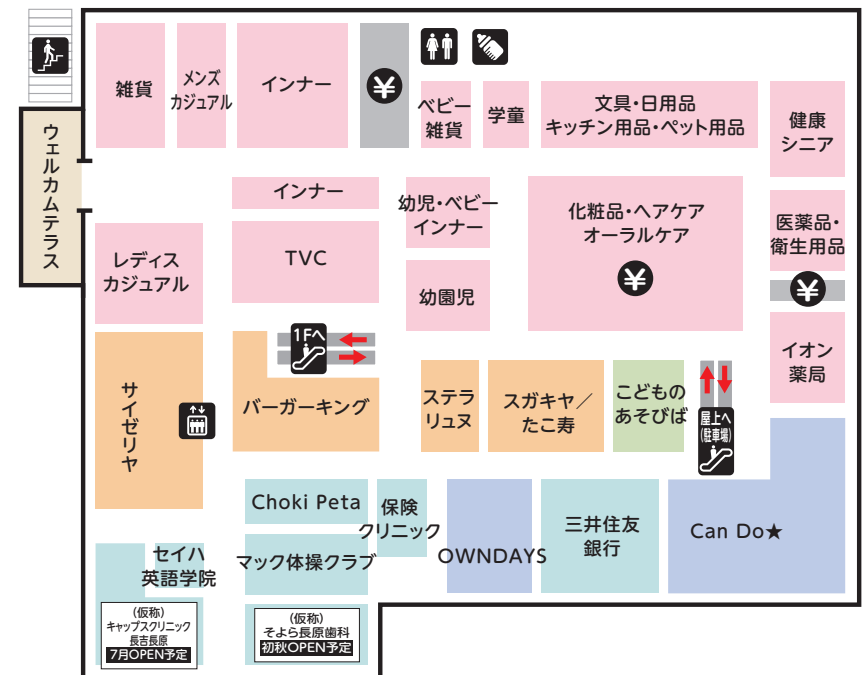 雑貨
メンズ
カジュアル
インナー
¥
ベビー
雑貨
学童
文具・日用品
キッチン用品・ペット用品
健康
シニア
ウェルカムテラス
インナー
幼児・ベビー
インナー
化粧品・ヘアケア
オーラルケア
¥
医薬品・
衛生用品
¥
レディス
カジュアル
TVC
幼園児
イオン
薬局
1Fへ
サイゼリヤ
バーガーキング
ステラ
リュヌ
スガキヤ／
たこ寿
こどもの
あそびば
屋上へ
(駐車場)
Choki Peta
保険
クリニック
OWNDAYS
三井住友
銀行
Can Do★
セイハ
英語学院
マック体操クラブ
(仮称)
キャップスクリニック
長吉長原
7月OPEN予定
(仮称)
そよら長原歯科
初秋OPEN予定